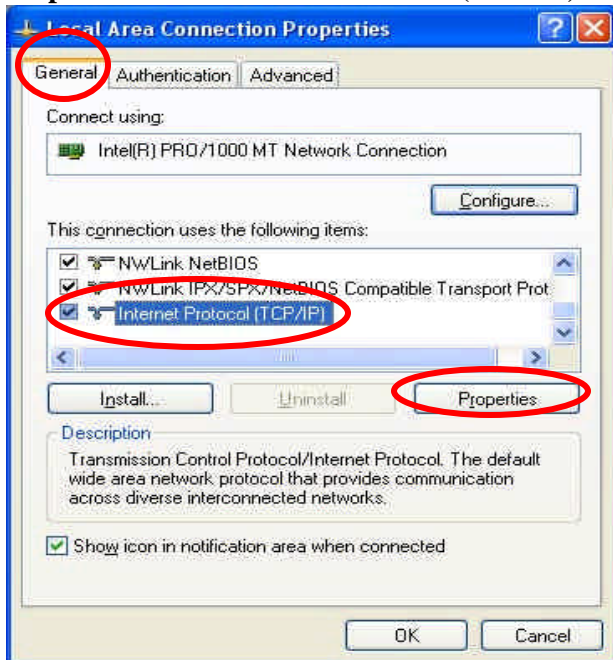 Local Area Connection Properties
General Authentication Advanced
Connect using:
Intel(R) PRO/1000 MT Network Connection
Configure...
This connection uses the following items:
NWLink NetBIOS
NWLink IPX/SPX/NetBIOS Compatible Transport Prot
Internet Protocol (TCP/IP)
Install... Uninstall Properties
Description
Transmission Control Protocol/Internet Protocol. The default
wide area network protocol that provides communication
across diverse interconnected networks.
Show icon in notification area when connected
OK Cancel